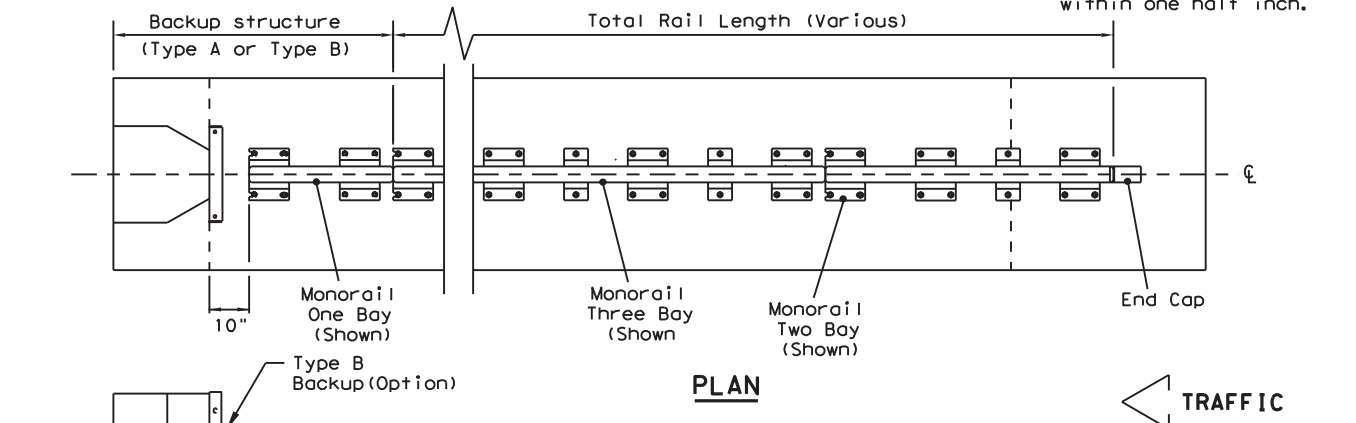 within one half inch.
Backup structure
(Type A or Type B)
Total Rail Length (Various)
℄
10"
Monorail
One Bay
(Shown)
Monorail
Three Bay
(Shown
Monorail
Two Bay
(Shown)
End Cap
Type B
Backup(Option)
PLAN
TRAFFIC